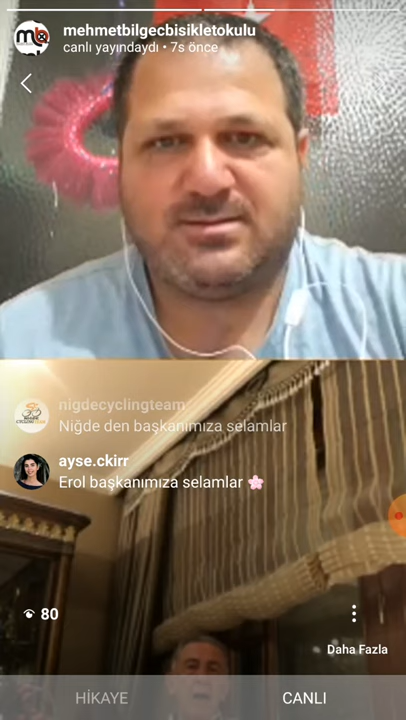 mehmetbilgecbisikletokulu
canlı yayındaydı • 7s önce
nigdecyclingteam
Niğde den başkanımıza selamlar
ayse.ckirr
Erol başkanımıza selamlar 🌸
80
Daha Fazla
HİKAYE
CANLI